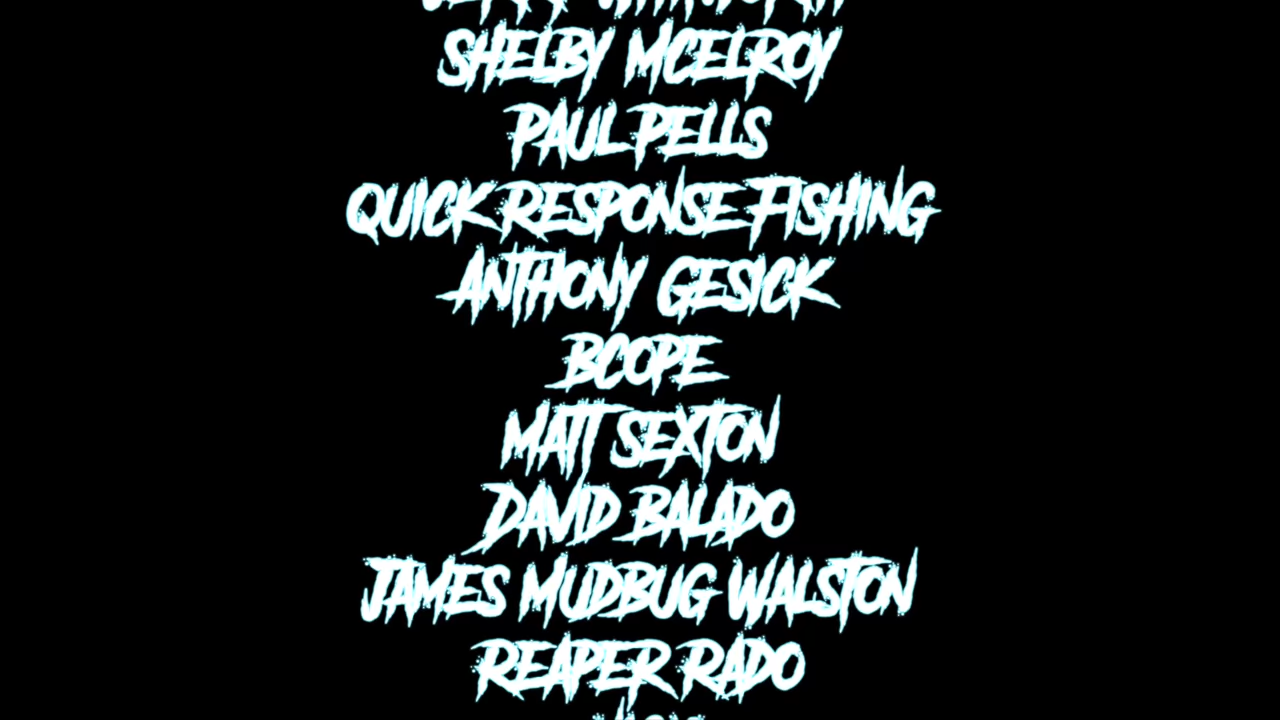 SHELBY MCELROY
PAUL PELLS
QUICK RESPONSE FISHING
ANTHONY GESICK
BCOPE
MATT SEXTON
DAVID BALADO
JAMES MUDBUG WALSTON
REAPER RADO